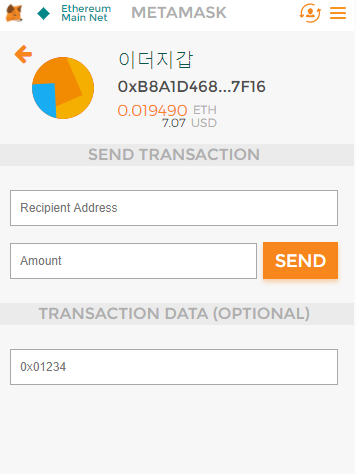 Ethereum
Main Net
METAMASK
이더지갑
0xB8A1D468...7F16
0.019490 ETH
7.07 USD
SEND TRANSACTION
Recipient Address
Amount
SEND
TRANSACTION DATA (OPTIONAL)
0x01234